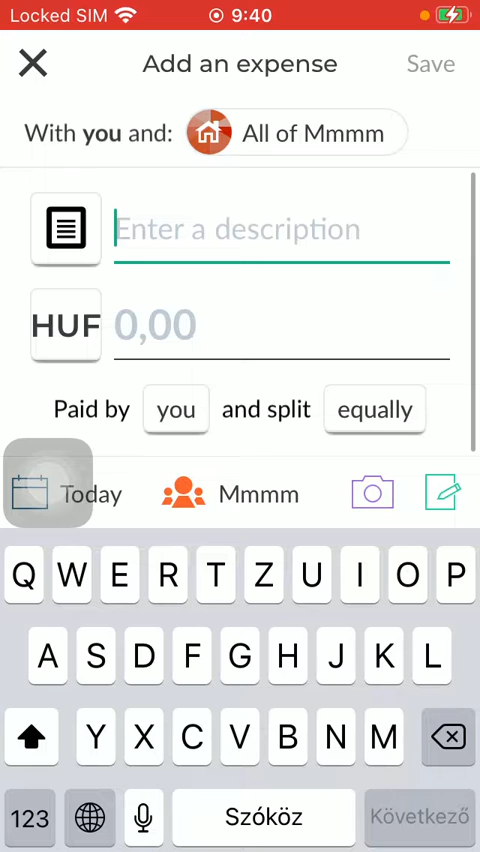 Locked SIM 9:40
Add an expense Save
With you and: All of Mmmm
Enter a description
HUF 0,00
Paid by you and split equally
Today Mmmm
Q W E R T Z U I O P
A S D F G H J K L
Y X C V B N M
123 Szóköz Következő